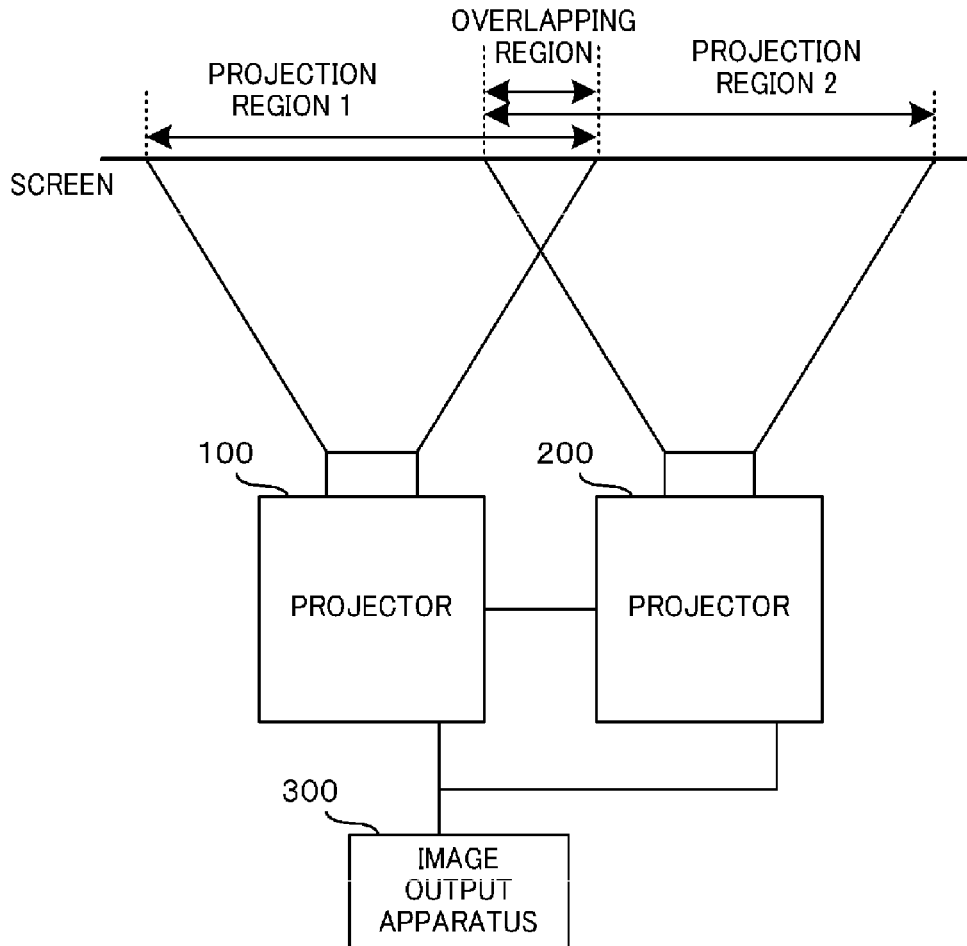 OVERLAPPING
REGION
PROJECTION
REGION 1
PROJECTION
REGION 2
SCREEN
100
200
PROJECTOR
PROJECTOR
300
IMAGE
OUTPUT
APPARATUS